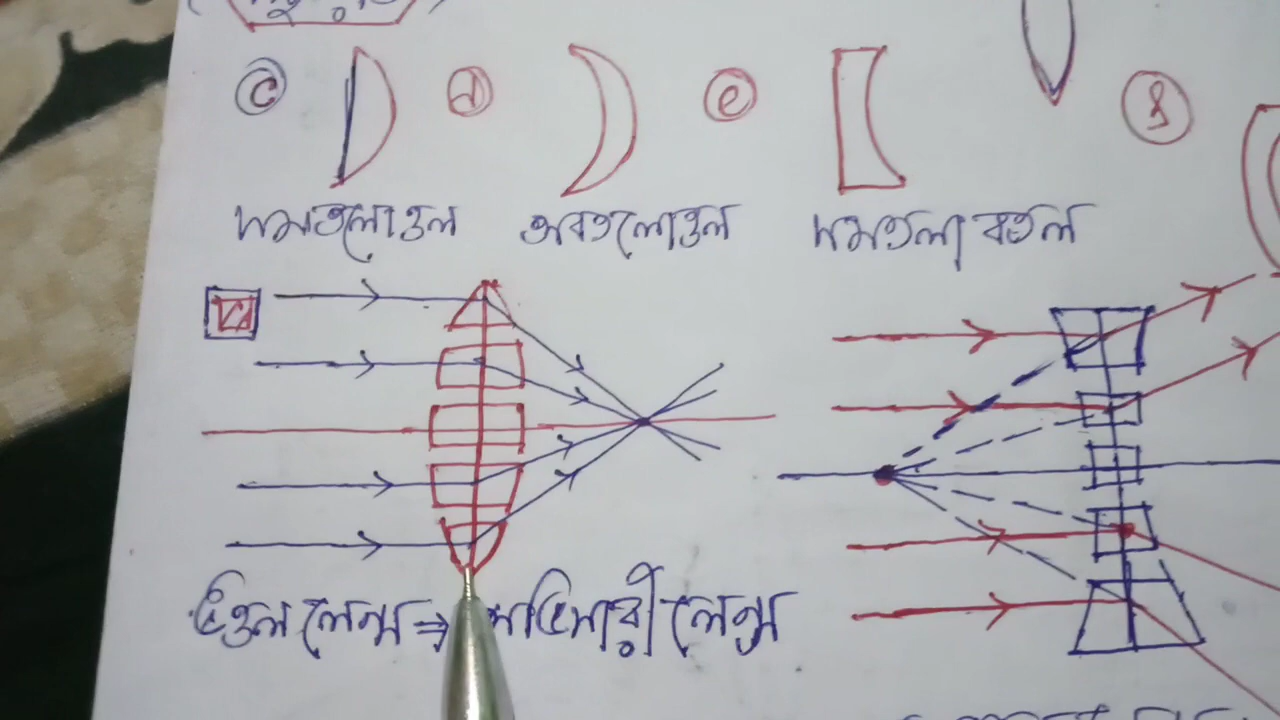 c d e
সমতলোত্তল অবতলোত্তল সমতলাবতল
উত্তল লেন্স ⇒ অভিসারী লেন্স